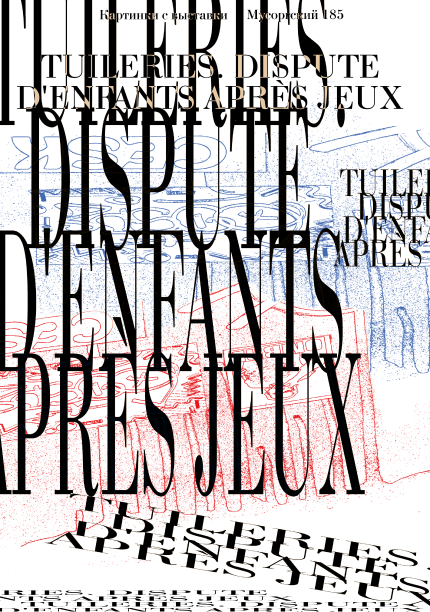 Картинки с выставки Мусоргский 185
TUILERIES. DISPUTE
D'ENFANTS APRÈS JEUX
TUILERIES.
DISPUTE
D'ENFANTS
APRÈS JEUX
TUILE
DISPU
D'ENFA
APRÈS
TUILERIES.
DISPUTE
D'ENFANTS
APRÈS JEUX